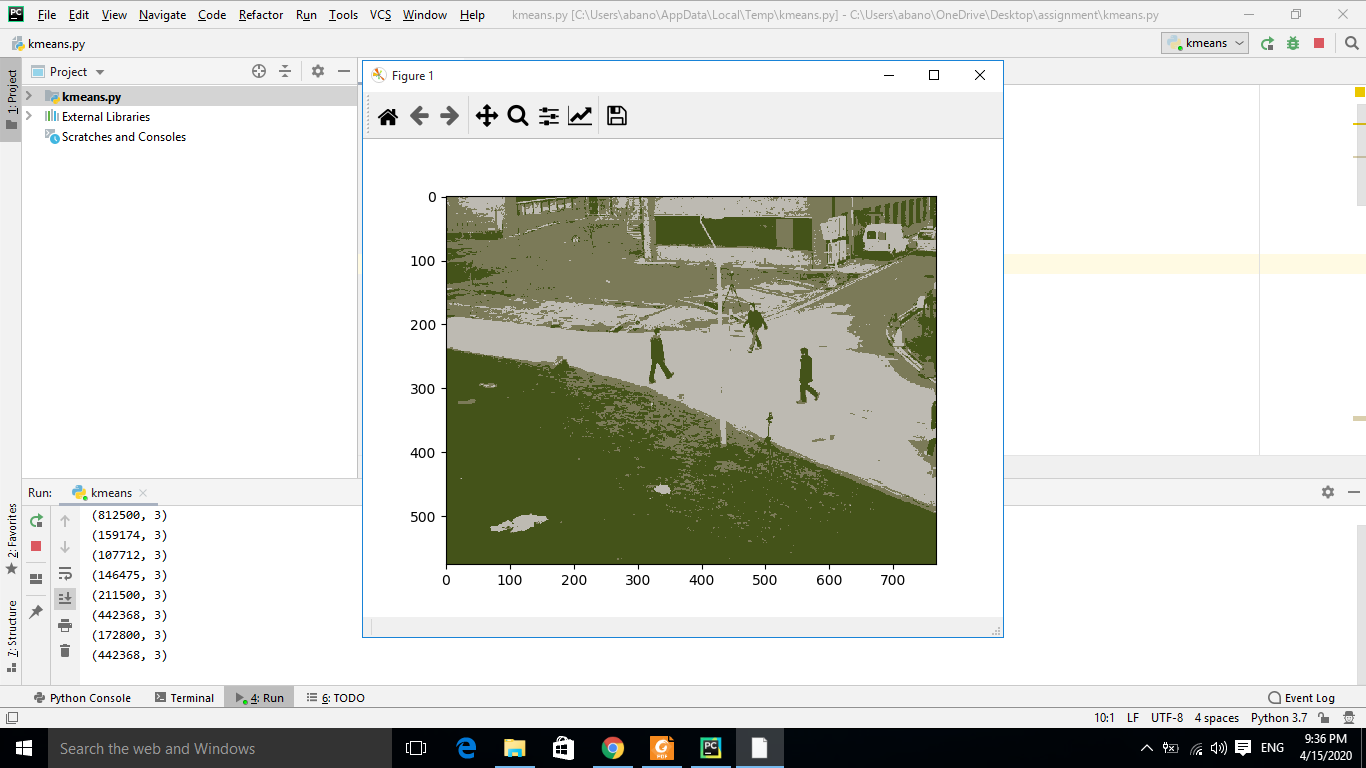 PC File Edit View Navigate Code Refactor Run Tools VCS Window Help kmeans.py [C:\Users\abano\AppData\Local\Temp\kmeans.py] - C:\Users\abano\OneDrive\Desktop\assignment\kmeans.py
kmeans.py
kmeans
1: Project
Project
kmeans.py
External Libraries
Scratches and Consoles
Figure 1
0
100
200
300
400
500
0 100 200 300 400 500 600 700
2: Favorites
7: Structure
Run: kmeans
(812500, 3)
(159174, 3)
(107712, 3)
(146475, 3)
(211500, 3)
(442368, 3)
(172800, 3)
(442368, 3)
Python Console Terminal 4: Run 6: TODO Event Log
10:1 LF UTF-8 4 spaces Python 3.7
Search the web and Windows
PDF
PC
ENG
9:36 PM
4/15/2020